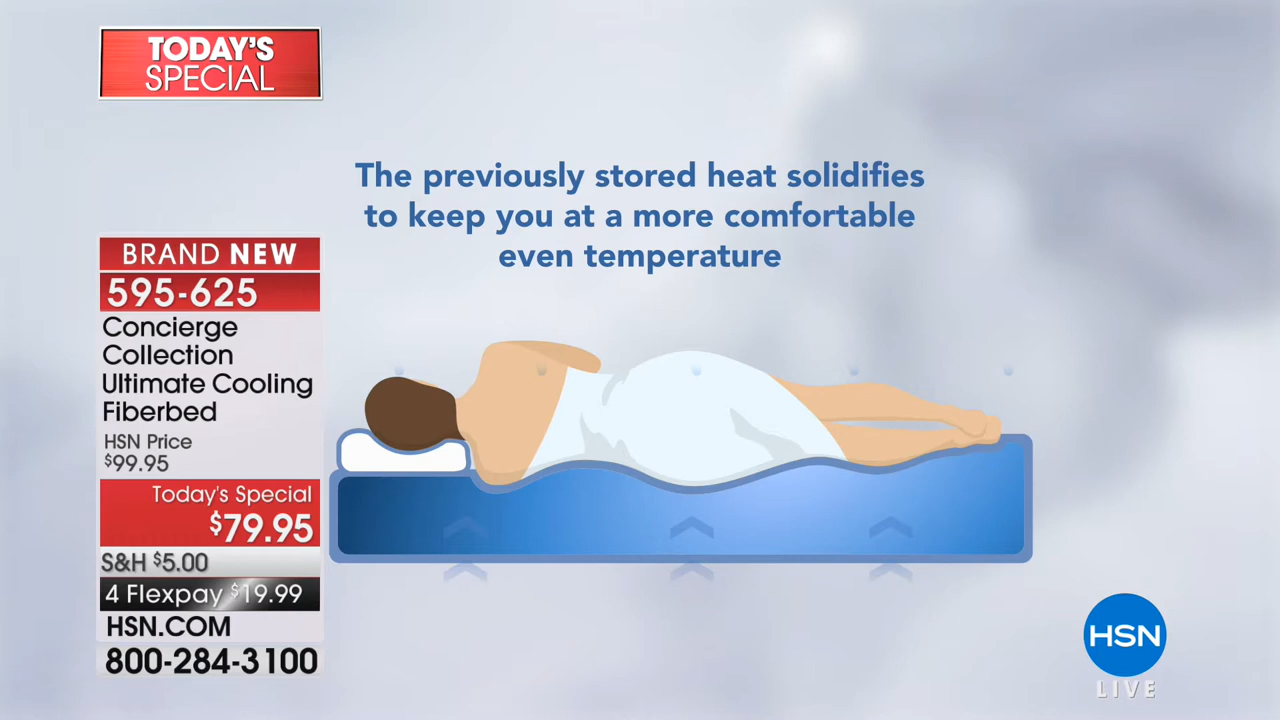 TODAY'S
SPECIAL
The previously stored heat solidifies
to keep you at a more comfortable
even temperature
BRAND NEW
595-625
Concierge
Collection
Ultimate Cooling
Fiberbed
HSN Price
$99.95
Today's Special
$79.95
S&H $5.00
4 Flexpay $19.99
HSN.COM
800-284-3100
HSN
LIVE